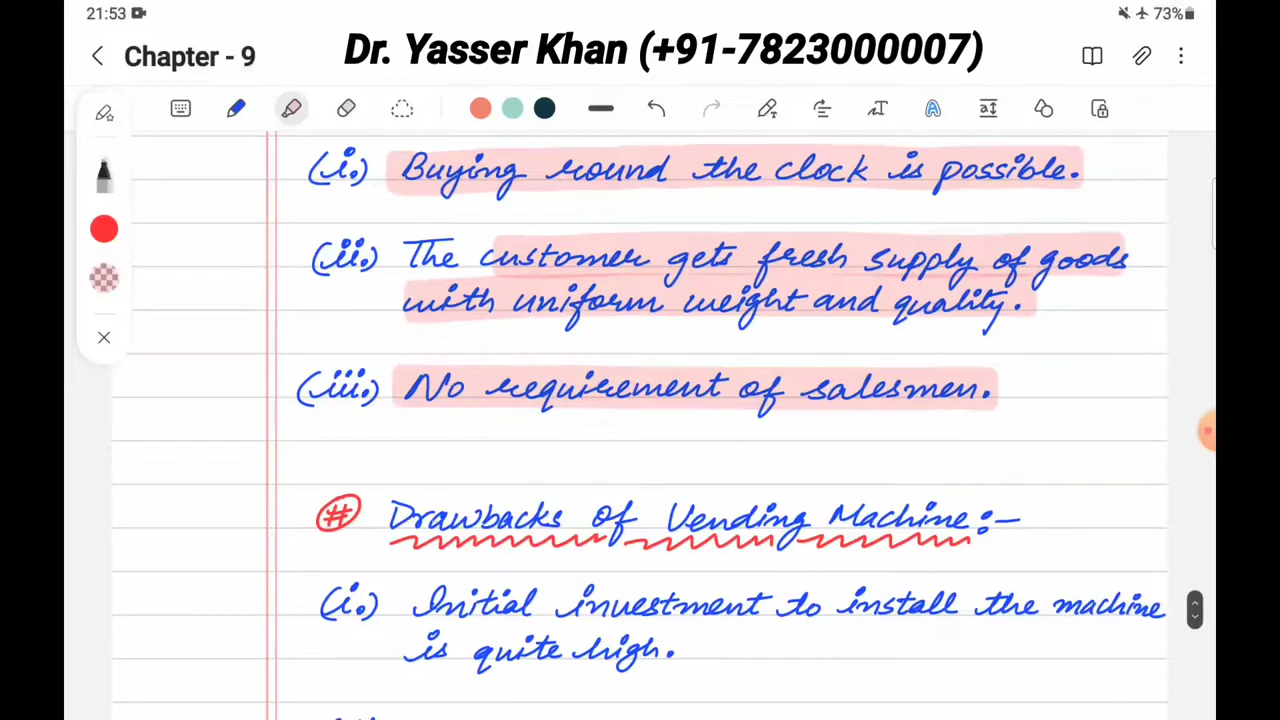 21:53
73%
Chapter - 9
Dr. Yasser Khan (+91-7823000007)
(i.) Buying round the clock is possible.
(ii.) The customer gets fresh supply of goods
with uniform weight and quality.
(iii.) No requirement of salesmen.
# Drawbacks of Vending Machine:-
(i.) Initial investment to install the machine
is quite high.